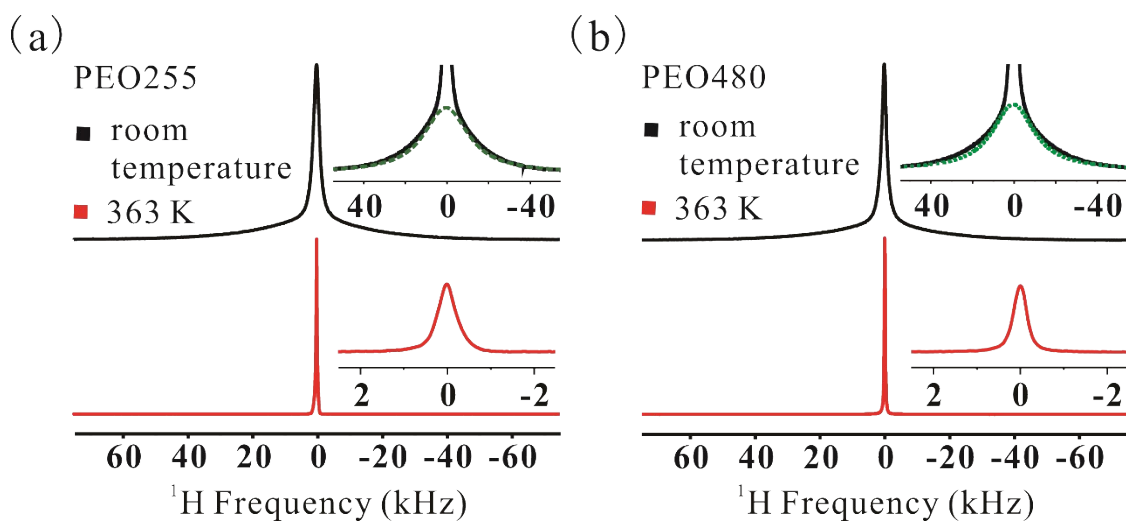 (a)
PEO255
room
temperature
363 K
40 0 -40
2 0 -2
60 40 20 0 -20 -40 -60
¹H Frequency (kHz)
(b)
PEO480
room
temperature
363 K
40 0 -40
2 0 -2
60 40 20 0 -20 -40 -60
¹H Frequency (kHz)